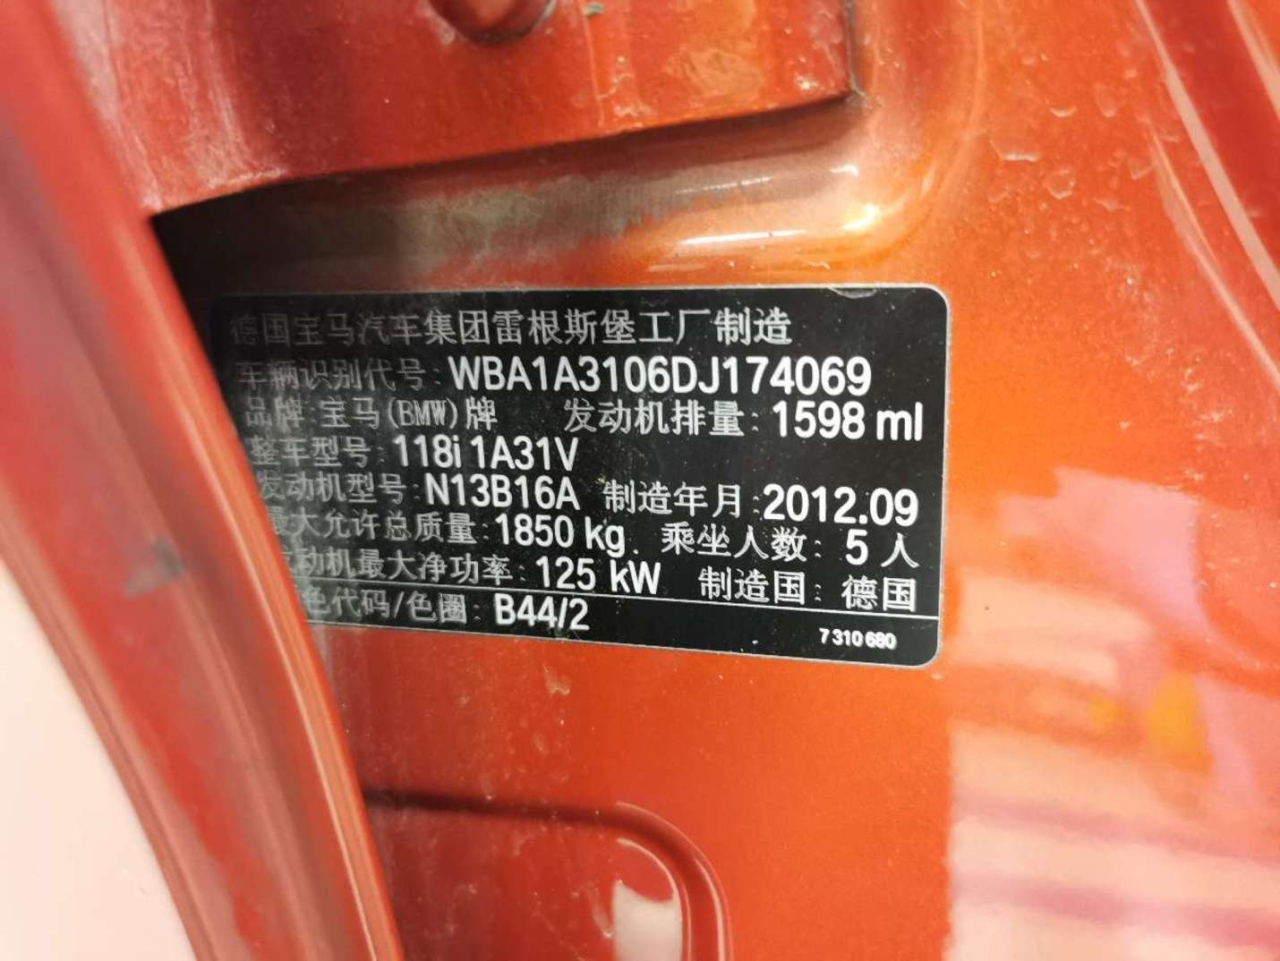 德国宝马汽车集团雷根斯堡工厂制造
车辆识别代号: WBA1A3106DJ174069
品牌: 宝马(BMW)牌 发动机排量: 1598 ml
整车型号: 118i 1A31V
发动机型号: N13B16A 制造年月: 2012.09
最大允许总质量: 1850 kg 乘坐人数: 5 人
发动机最大净功率: 125 kW 制造国: 德国
色代码/色圈: B44/2
7 310 680